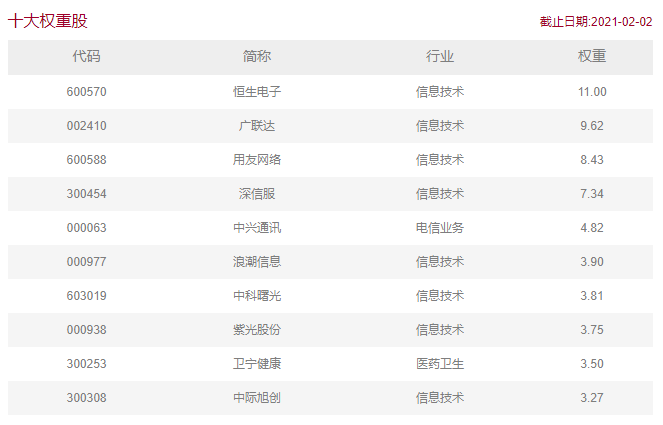 十大权重股 截止日期:2021-02-02
代码 简称 行业 权重
600570 恒生电子 信息技术 11.00
002410 广联达 信息技术 9.62
600588 用友网络 信息技术 8.43
300454 深信服 信息技术 7.34
000063 中兴通讯 电信业务 4.82
000977 浪潮信息 信息技术 3.90
603019 中科曙光 信息技术 3.81
000938 紫光股份 信息技术 3.75
300253 卫宁健康 医药卫生 3.50
300308 中际旭创 信息技术 3.27